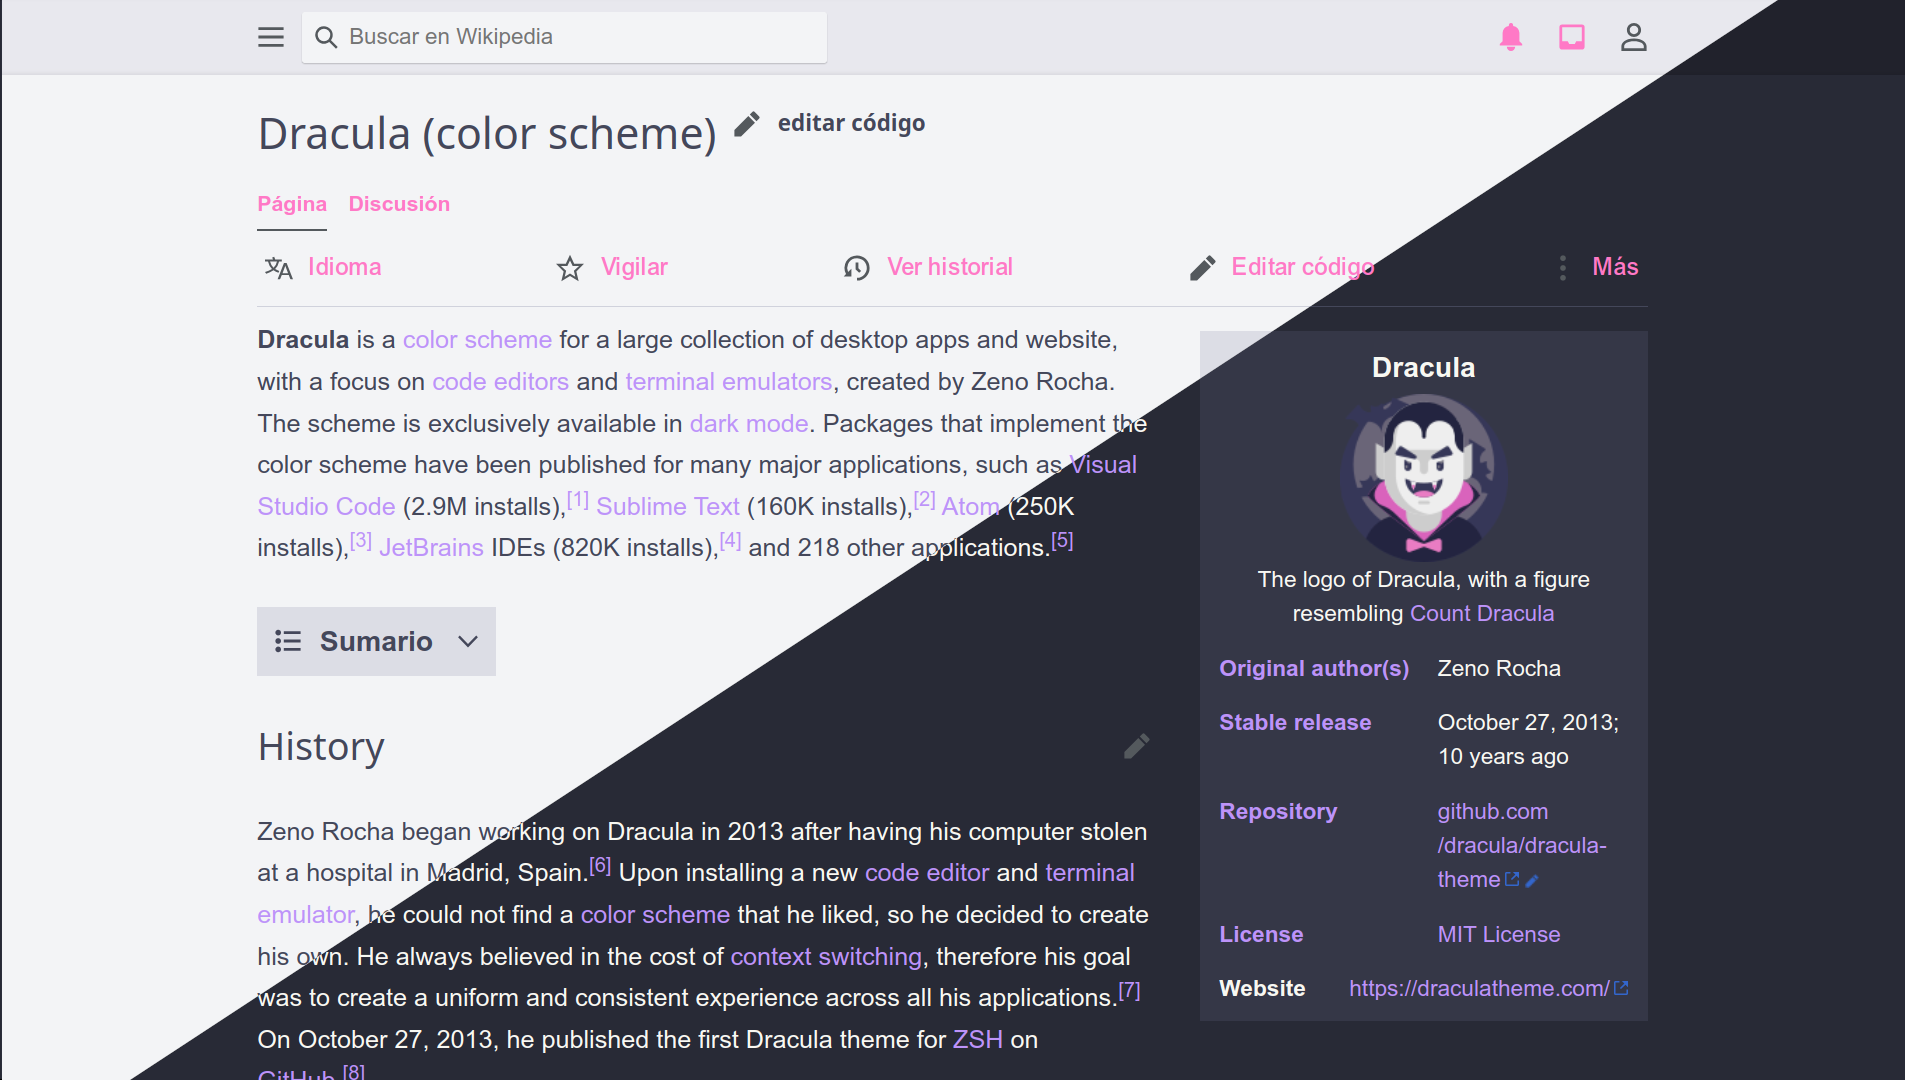 Buscar en Wikipedia
Dracula (color scheme) editar código
Página Discusión
Idioma Vigilar Ver historial Editar código Más
Dracula is a color scheme for a large collection of desktop apps and website,
with a focus on code editors and terminal emulators, created by Zeno Rocha.
The scheme is exclusively available in dark mode. Packages that implement the
color scheme have been published for many major applications, such as Visual
Studio Code (2.9M installs),[1] Sublime Text (160K installs),[2] Atom (250K
installs),[3] JetBrains IDEs (820K installs),[4] and 218 other applications.[5]
Sumario
History
Zeno Rocha began working on Dracula in 2013 after having his computer stolen
at a hospital in Madrid, Spain.[6] Upon installing a new code editor and terminal
emulator, he could not find a color scheme that he liked, so he decided to create
his own. He always believed in the cost of context switching, therefore his goal
was to create a uniform and consistent experience across all his applications.[7]
On October 27, 2013, he published the first Dracula theme for ZSH on
GitHub.[8]
Dracula
The logo of Dracula, with a figure
resembling Count Dracula
Original author(s) Zeno Rocha
Stable release October 27, 2013;
10 years ago
Repository github.com
/dracula/dracula-
theme
License MIT License
Website https://draculatheme.com/